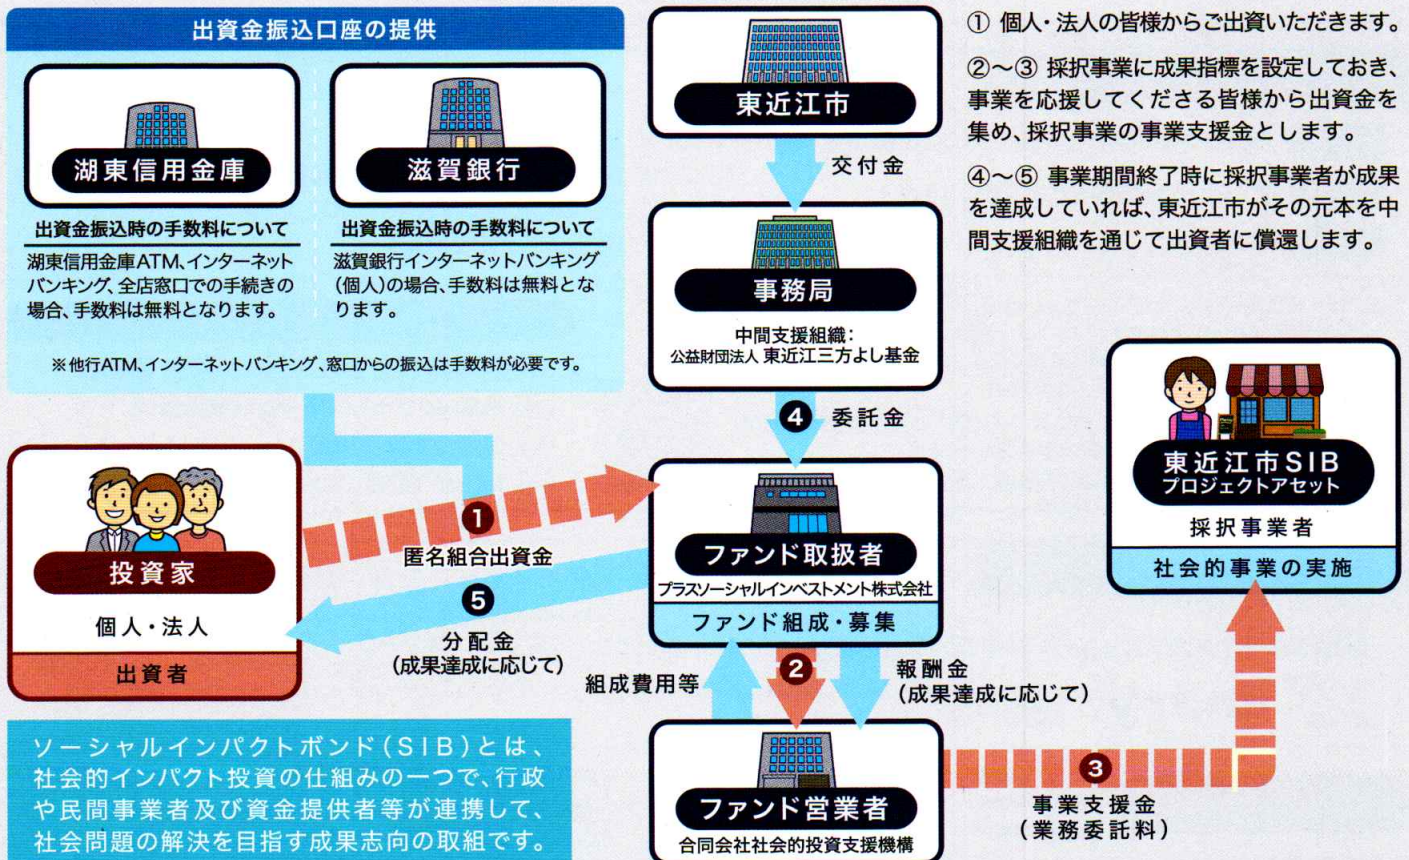 出資金振込口座の提供
湖東信用金庫
出資金振込時の手数料について
湖東信用金庫ATM、インターネット
バンキング、全店窓口での手続きの
場合、手数料は無料となります。
滋賀銀行
出資金振込時の手数料について
滋賀銀行インターネットバンキング
(個人)の場合、手数料は無料とな
ります。
※他行ATM、インターネットバンキング、窓口からの振込は手数料が必要です。
東近江市
交付金
事務局
中間支援組織:
公益財団法人 東近江三方よし基金
④ 委託金
① 個人・法人の皆様からご出資いただきます。
②〜③ 採択事業に成果指標を設定しておき、
事業を応援してくださる皆様から出資金を
集め、採択事業の事業支援金とします。
④〜⑤ 事業期間終了時に採択事業者が成果
を達成していれば、東近江市がその元本を中
間支援組織を通じて出資者に償還します。
投資家
個人・法人
出資者
①
匿名組合出資金
⑤
分配金
(成果達成に応じて)
ファンド取扱者
プラスソーシャルインベストメント株式会社
ファンド組成・募集
組成費用等
②
報酬金
(成果達成に応じて)
ファンド営業者
合同会社社会的投資支援機構
③
事業支援金
(業務委託料)
東近江市SIB
プロジェクトアセット
採択事業者
社会的事業の実施
ソーシャルインパクトボンド(SIB)とは、
社会的インパクト投資の仕組みの一つで、行政
や民間事業者及び資金提供者等が連携して、
社会問題の解決を目指す成果志向の取組です。